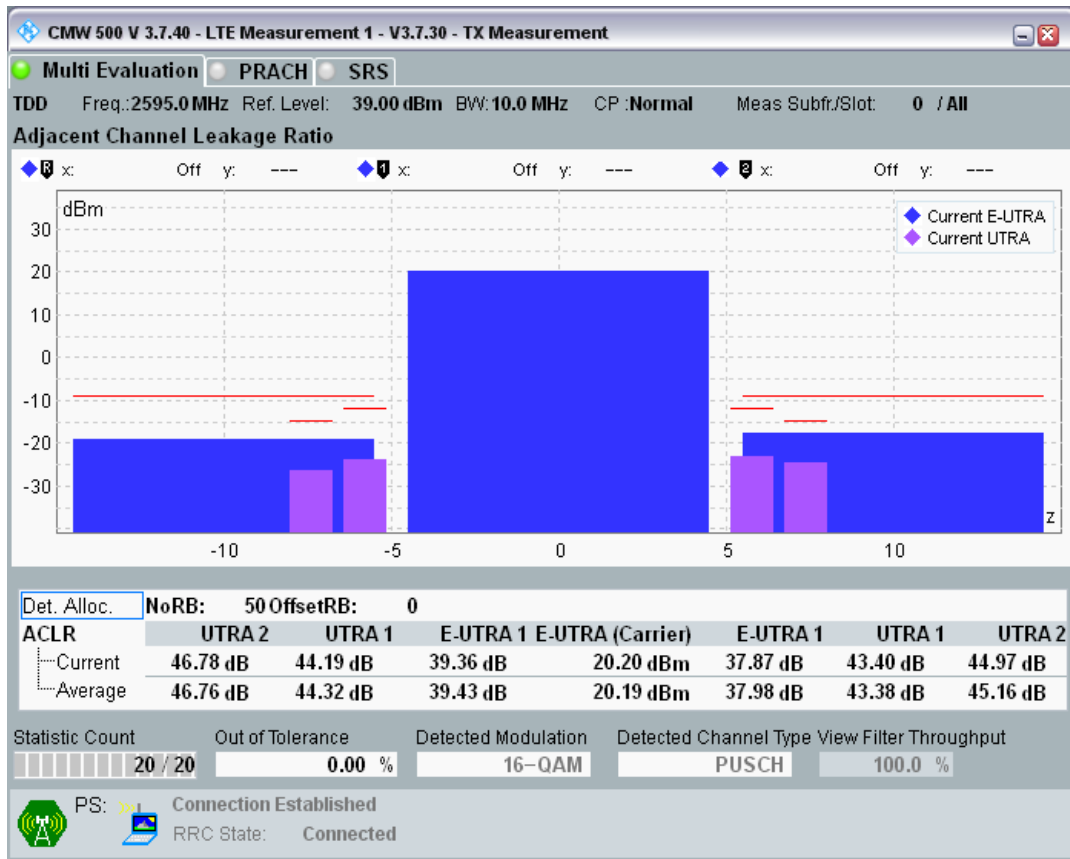 CMW 500 V 3.7.40 - LTE Measurement 1 - V3.7.30 - TX Measurement
Multi Evaluation PRACH SRS
TDD Freq.:2595.0 MHz Ref. Level: 39.00 dBm BW:10.0 MHz CP :Normal Meas Subfr./Slot: 0 / All
Adjacent Channel Leakage Ratio
R x: Off y: --- 1 x: Off y: --- 2 x: Off y: ---
dBm
Current E-UTRA
Current UTRA
30
20
10
0
-10
-20
-30
z
-10 -5 0 5 10
Det. Alloc. NoRB: 50 OffsetRB: 0
ACLR UTRA 2 UTRA 1 E-UTRA 1 E-UTRA (Carrier) E-UTRA 1 UTRA 1 UTRA 2
Current 46.78 dB 44.19 dB 39.36 dB 20.20 dBm 37.87 dB 43.40 dB 44.97 dB
Average 46.76 dB 44.32 dB 39.43 dB 20.19 dBm 37.98 dB 43.38 dB 45.16 dB
Statistic Count Out of Tolerance Detected Modulation Detected Channel Type View Filter Throughput
20 / 20 0.00 % 16-QAM PUSCH 100.0 %
PS: Connection Established
RRC State: Connected